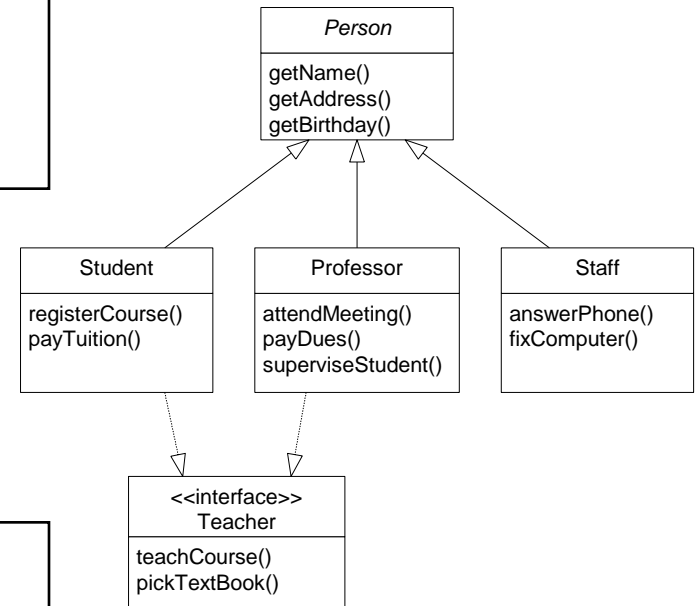 Person
getName()
getAddress()
getBirthday()
Student
registerCourse()
payTuition()
Professor
attendMeeting()
payDues()
superviseStudent()
Staff
answerPhone()
fixComputer()
<<interface>>
Teacher
teachCourse()
pickTextBook()